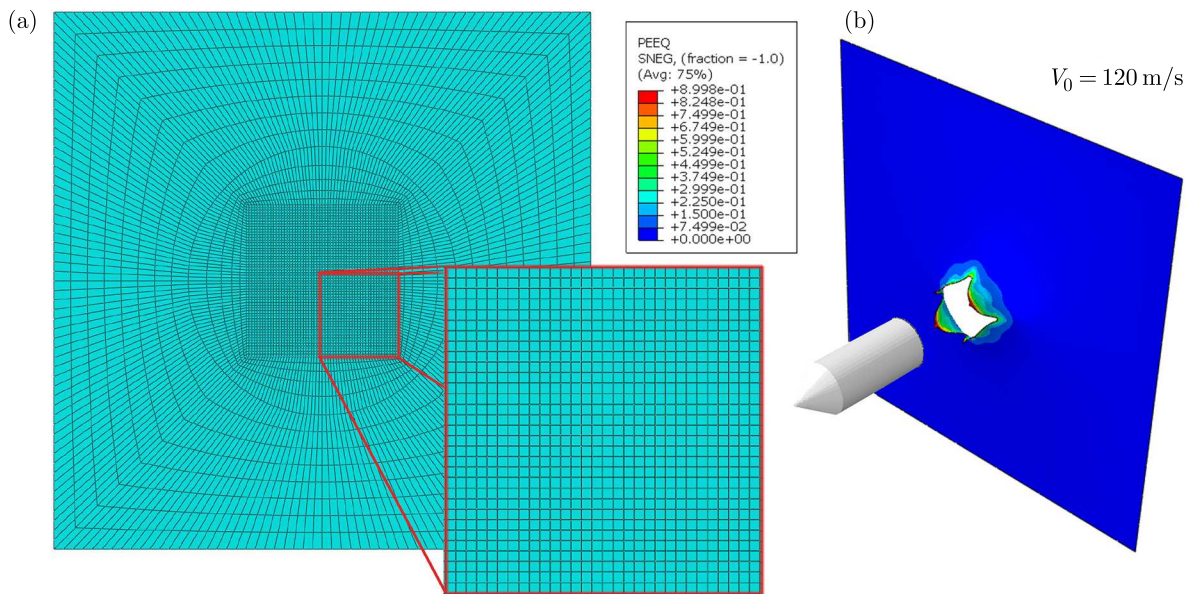 (a)
PEEQ
SNEG, (fraction = -1.0)
(Avg: 75%)
+8.998e-01
+8.248e-01
+7.499e-01
+6.749e-01
+5.999e-01
+5.249e-01
+4.499e-01
+3.749e-01
+2.999e-01
+2.250e-01
+1.500e-01
+7.499e-02
+0.000e+00
(b)
V₀ = 120 m/s